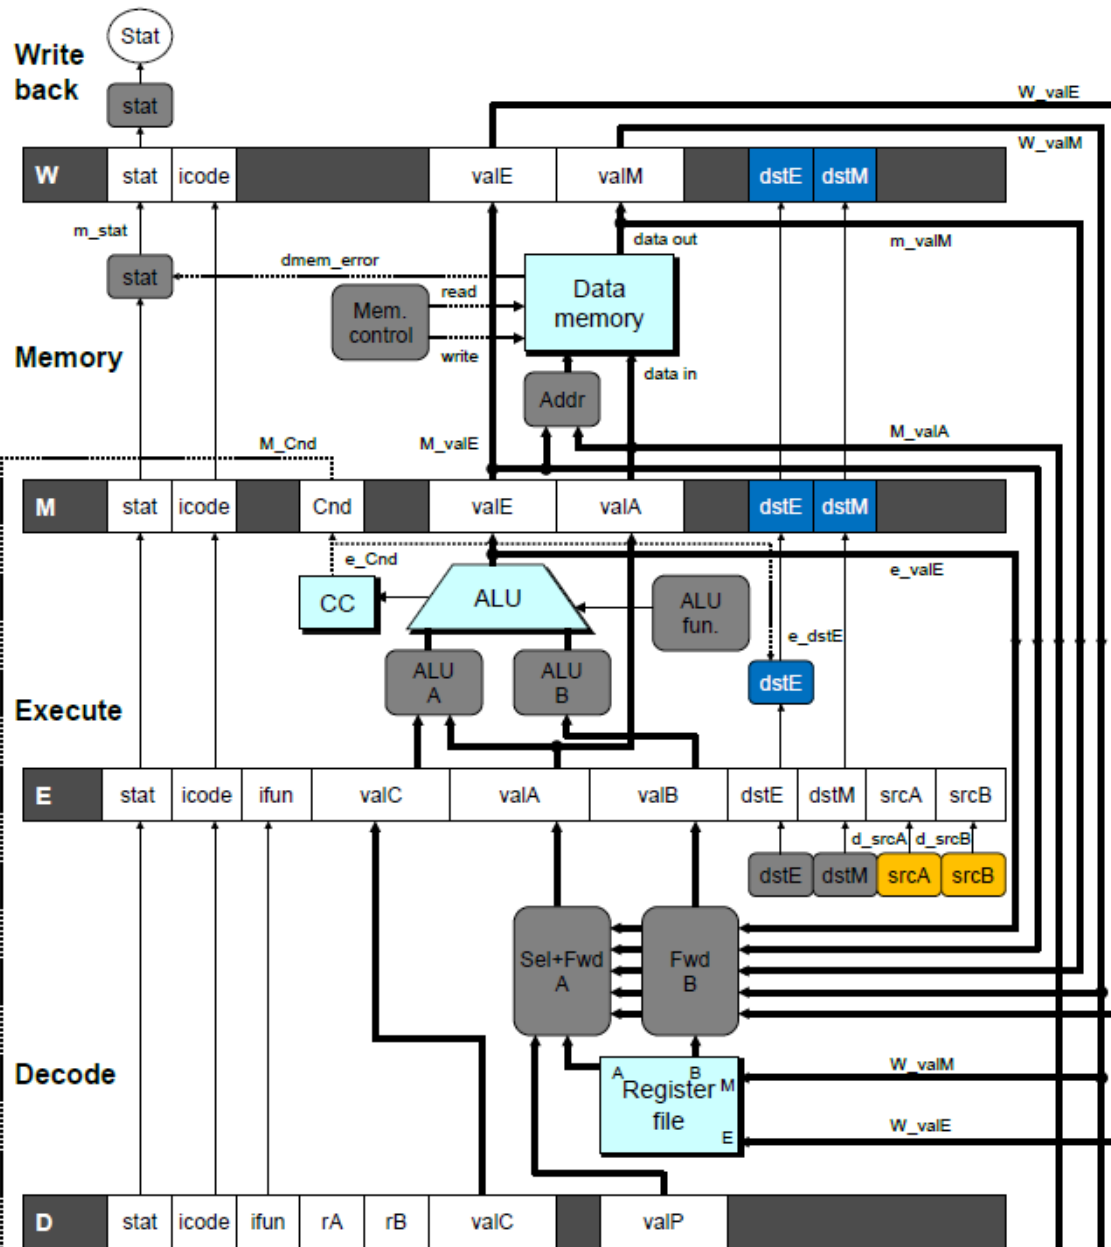 Stat
Write
back
stat
W_valE
W_valM
W
stat
icode
valE
valM
dstE
dstM
m_stat
data out
m_valM
dmem_error
stat
read
Data
memory
Mem.
control
write
Memory
data in
Addr
M_Cnd
M_valE
M_valA
M
stat
icode
Cnd
valE
valA
dstE
dstM
e_Cnd
e_valE
CC
ALU
ALU
fun.
e_dstE
ALU
A
ALU
B
dstE
Execute
E
stat
icode
ifun
valC
valA
valB
dstE
dstM
srcA
srcB
d_srcA
d_srcB
dstE
dstM
srcA
srcB
Sel+Fwd
A
Fwd
B
Decode
A
B
Register
file
M
E
W_valM
W_valE
D
stat
icode
ifun
rA
rB
valC
valP